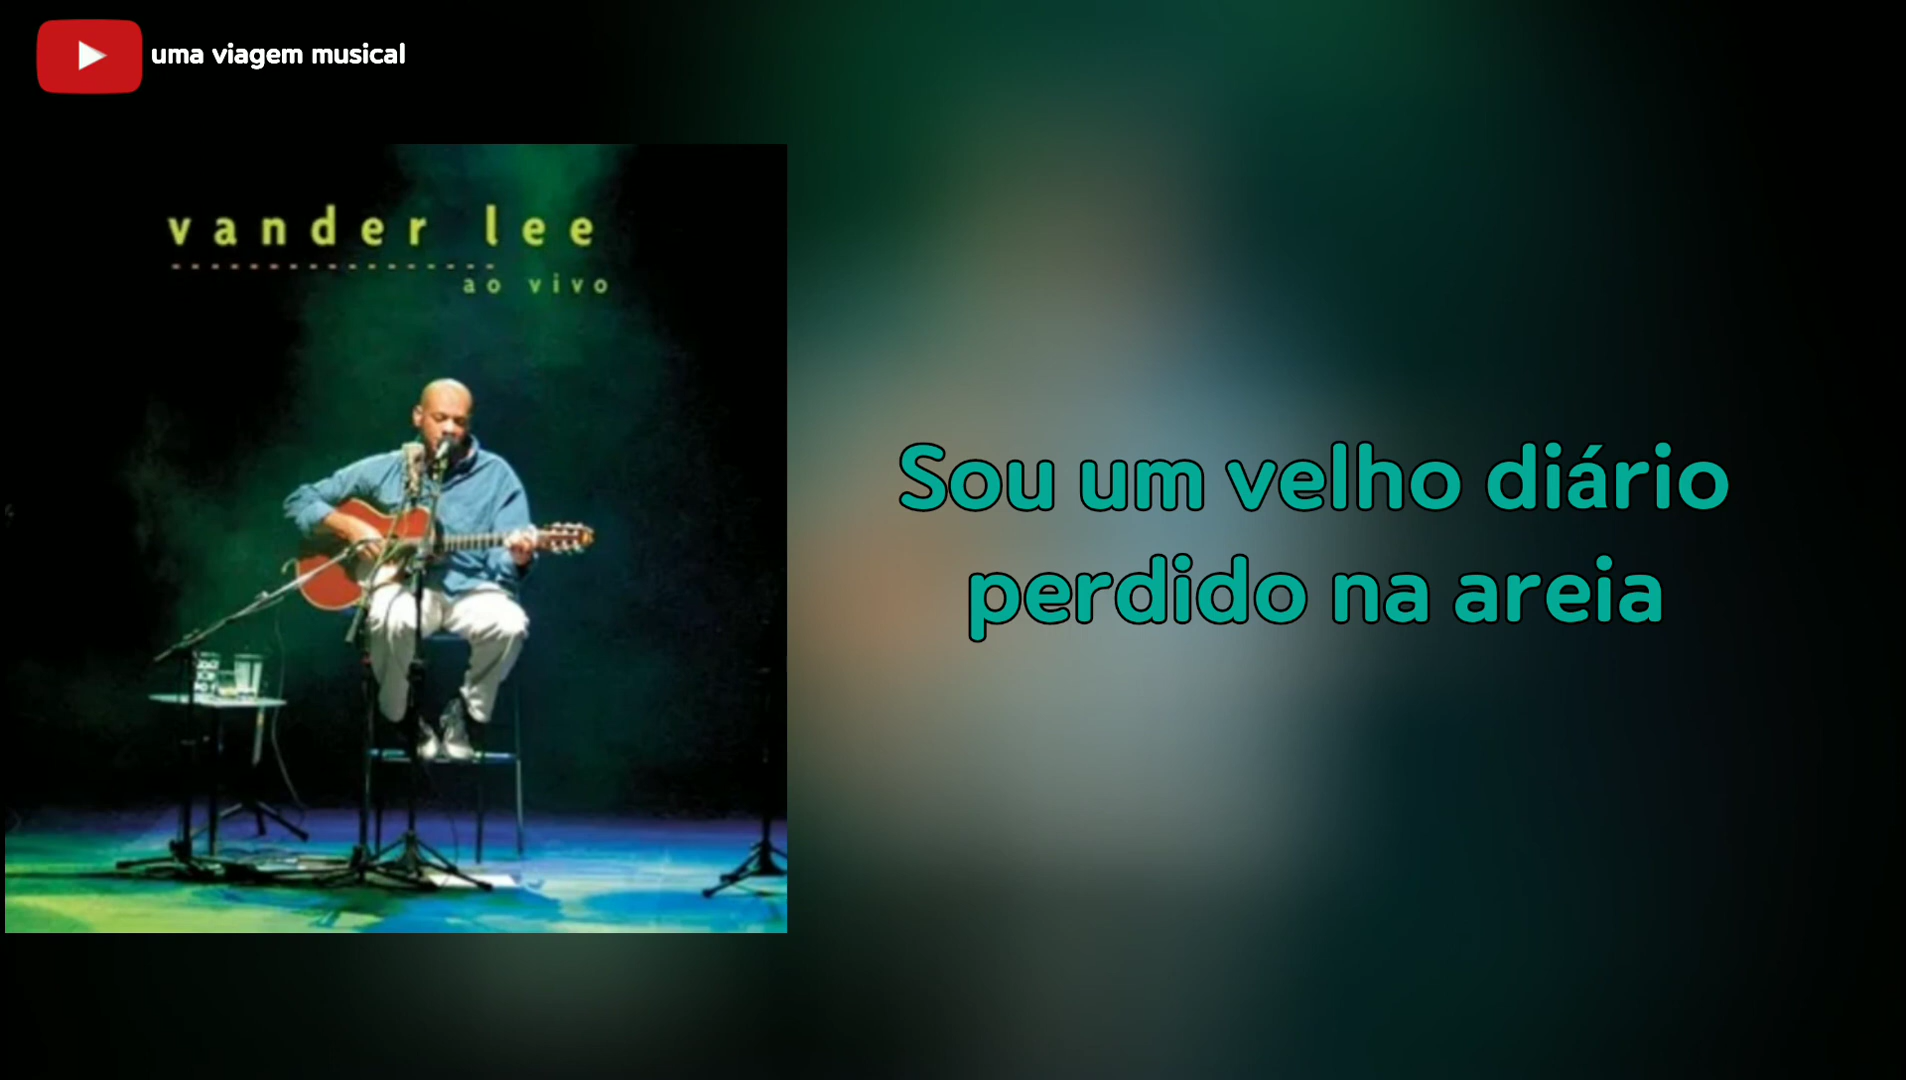 uma viagem musical
vander lee
ao vivo
Sou um velho diário
perdido na areia